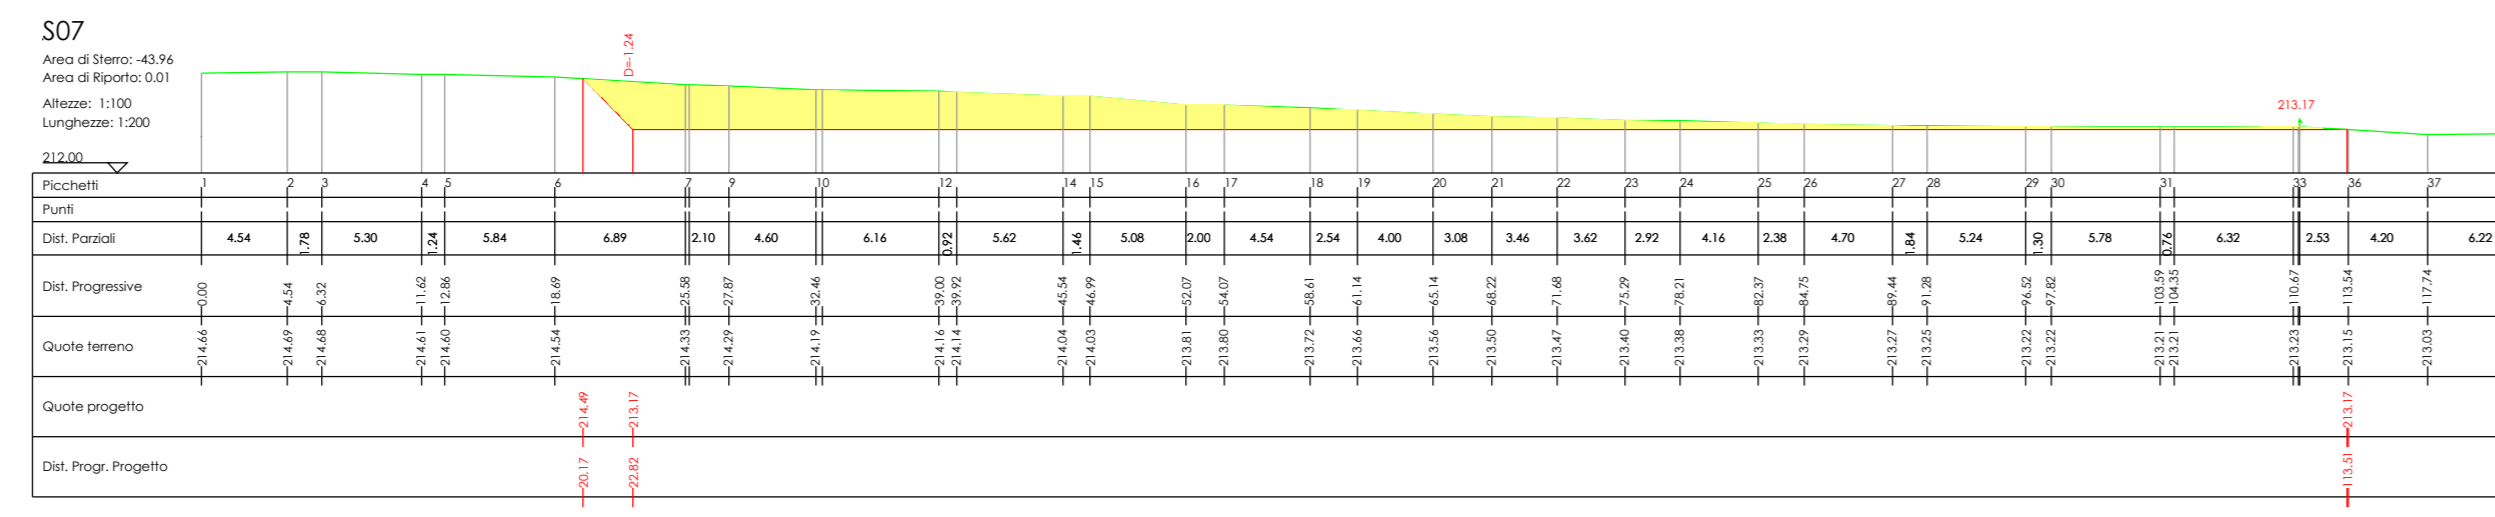 S07
Area di Sterro: -43.96
Area di Riporto: 0.01
Altezze: 1:100
Lunghezze: 1:200
212.00
D=-1.24
213.17
Picchetti 1 2 3 4 5 6 7 9 10 12 14 15 16 17 18 19 20 21 22 23 24 25 26 27 28 29 30 31 33 36 37
Punti
Dist. Parziali 4.54 1.78 5.30 1.24 5.84 6.89 2.10 4.60 6.16 0.92 5.62 1.46 5.08 2.00 4.54 2.54 4.00 3.08 3.46 3.62 2.92 4.16 2.38 4.70 1.84 5.24 1.30 5.78 0.76 6.32 2.53 4.20 6.22
Dist. Progressive 0.00 4.54 6.32 11.62 12.86 18.69 25.58 27.87 32.46 39.00 39.92 45.54 46.99 52.07 54.07 58.61 61.14 65.14 68.22 71.68 75.29 78.21 82.37 84.75 89.44 91.28 96.52 97.82 103.59 104.35 110.67 113.54 117.74
Quote terreno 214.66 214.69 214.68 214.61 214.60 214.54 214.33 214.29 214.19 214.16 214.14 214.04 214.03 213.81 213.80 213.72 213.66 213.56 213.50 213.47 213.40 213.38 213.33 213.29 213.27 213.25 213.22 213.22 213.21 213.21 213.23 213.15 213.03
Quote progetto 214.49 213.17 213.17
Dist. Progr. Progetto 20.17 22.82 113.51